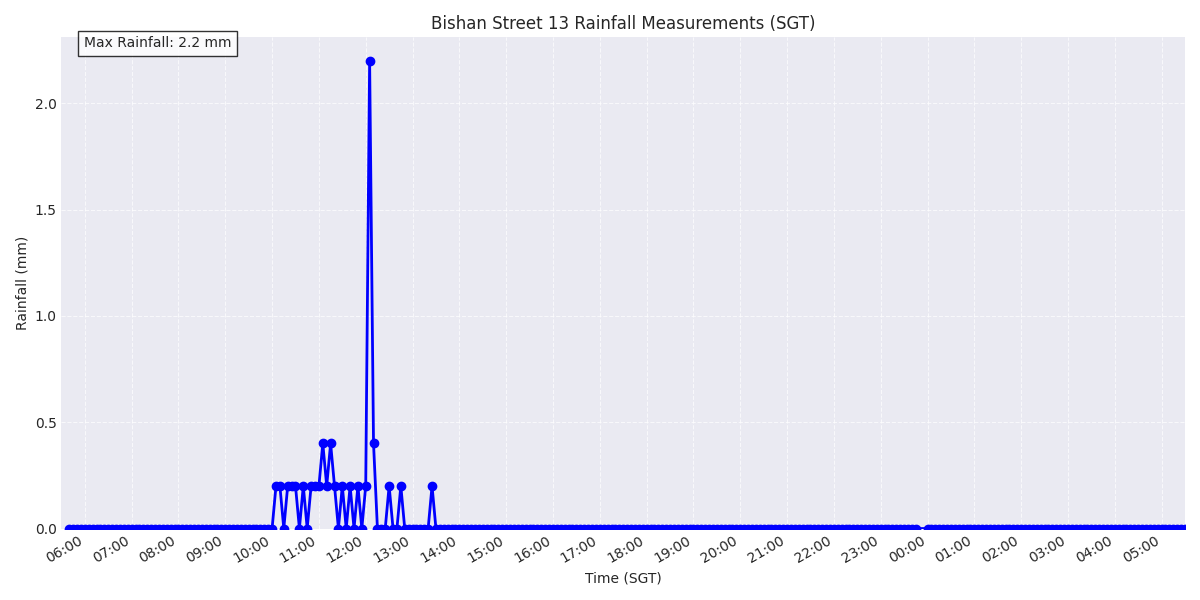 Bishan Street 13 Rainfall Measurements (SGT)
Max Rainfall: 2.2 mm
Rainfall (mm)
2.0
1.5
1.0
0.5
0.0
06:00 07:00 08:00 09:00 10:00 11:00 12:00 13:00 14:00 15:00 16:00 17:00 18:00 19:00 20:00 21:00 22:00 23:00 00:00 01:00 02:00 03:00 04:00 05:00
Time (SGT)